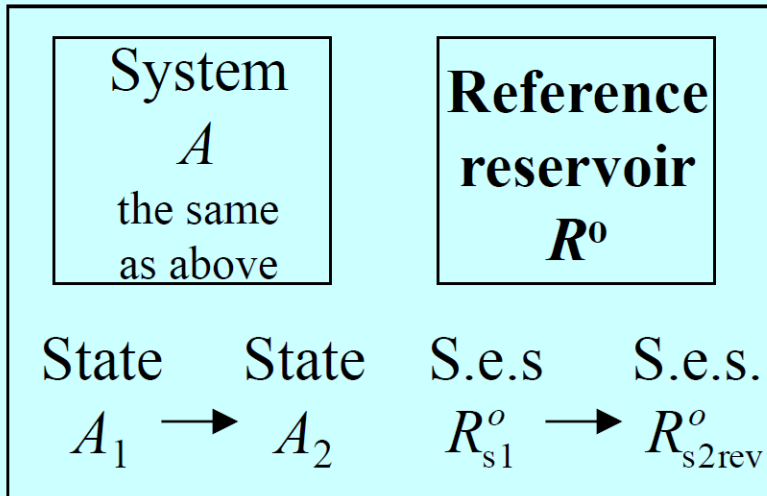 System
A
the same
as above
Reference
reservoir
Rᵒ
State State S.e.s S.e.s.
A₁ → A₂ Rᵒₛ₁ → Rᵒₛ₂ᵣₑᵥ